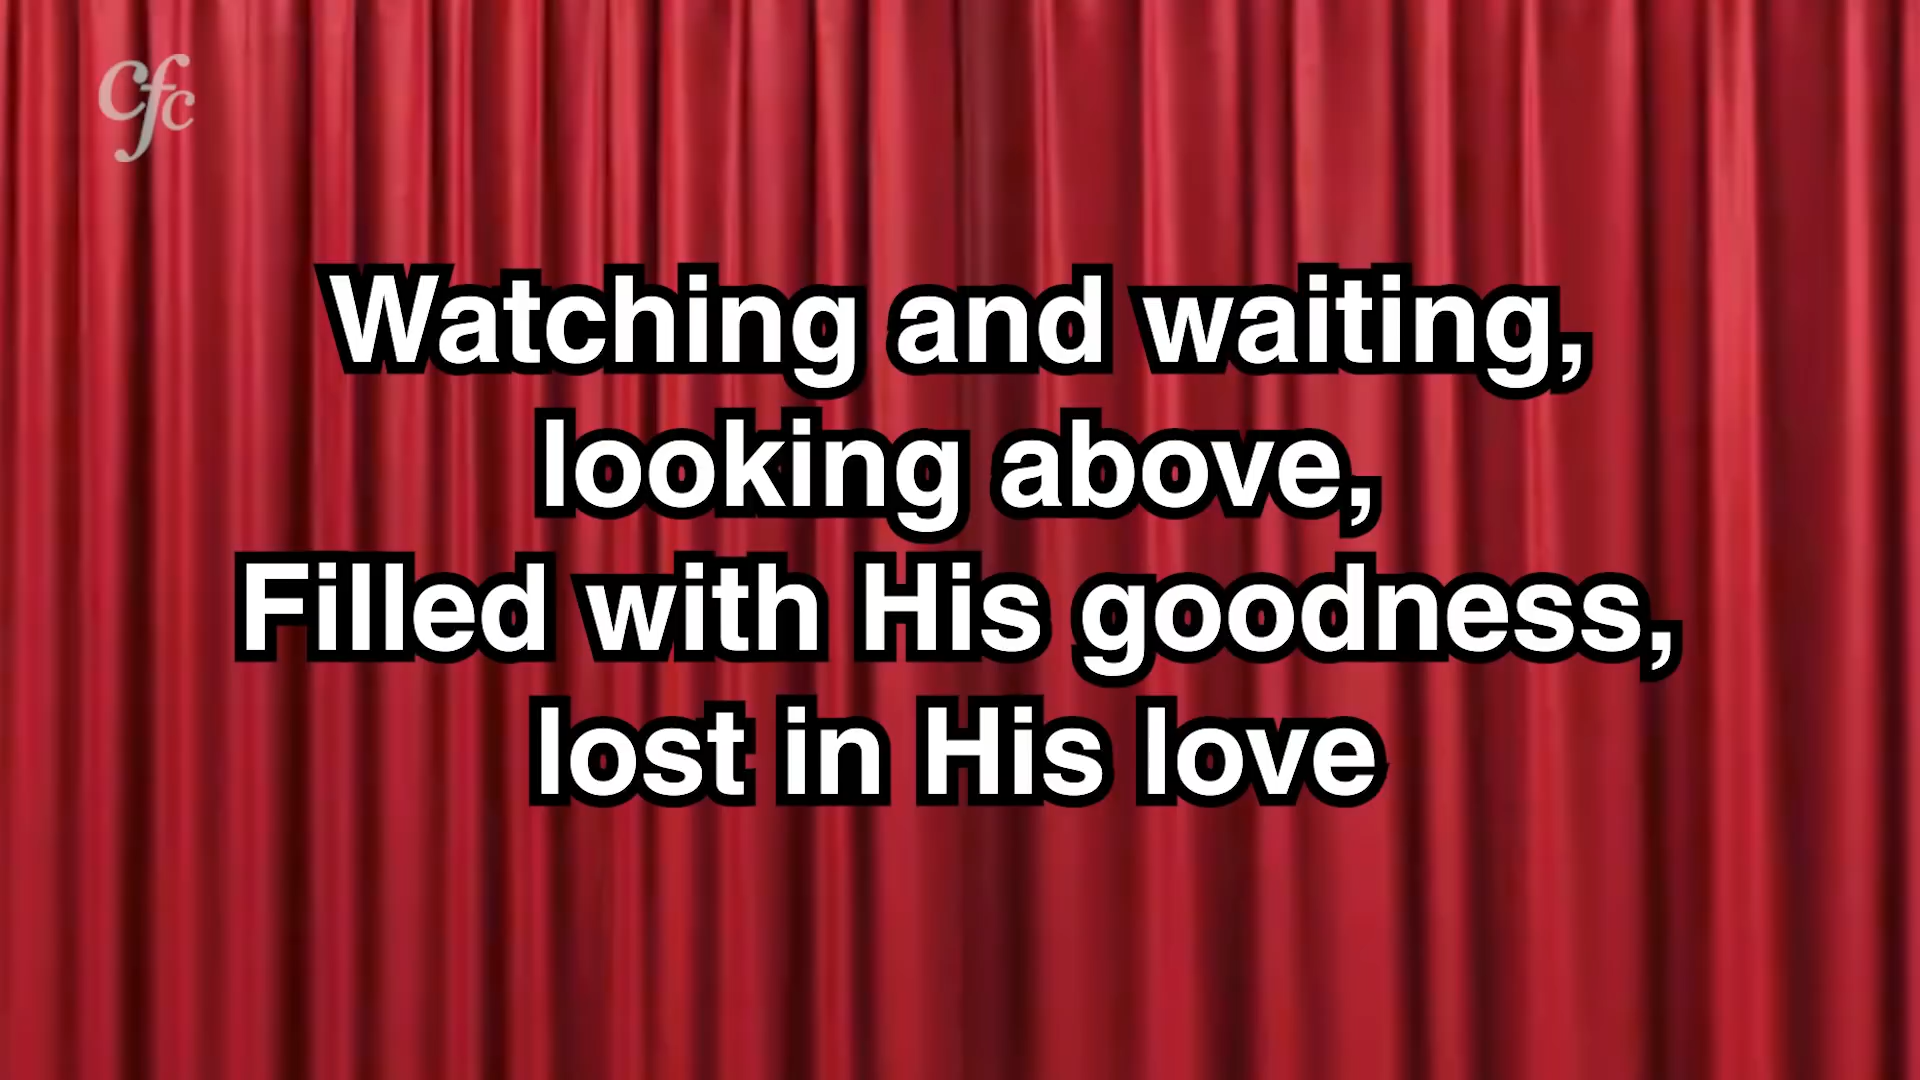 cfc
Watching and waiting,
looking above,
Filled with His goodness,
lost in His love